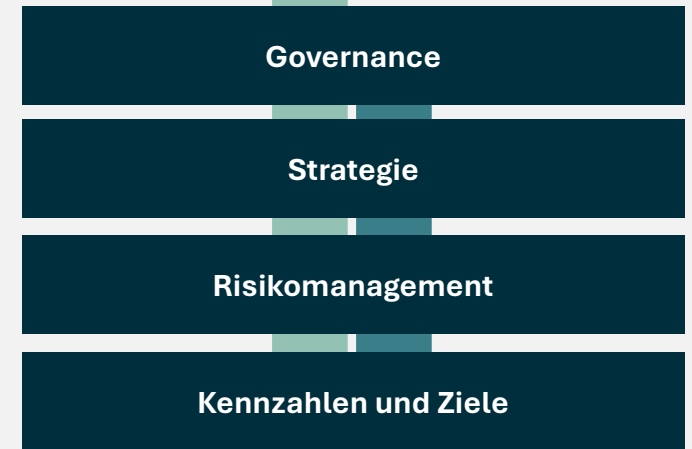 Governance
Strategie
Risikomanagement
Kennzahlen und Ziele